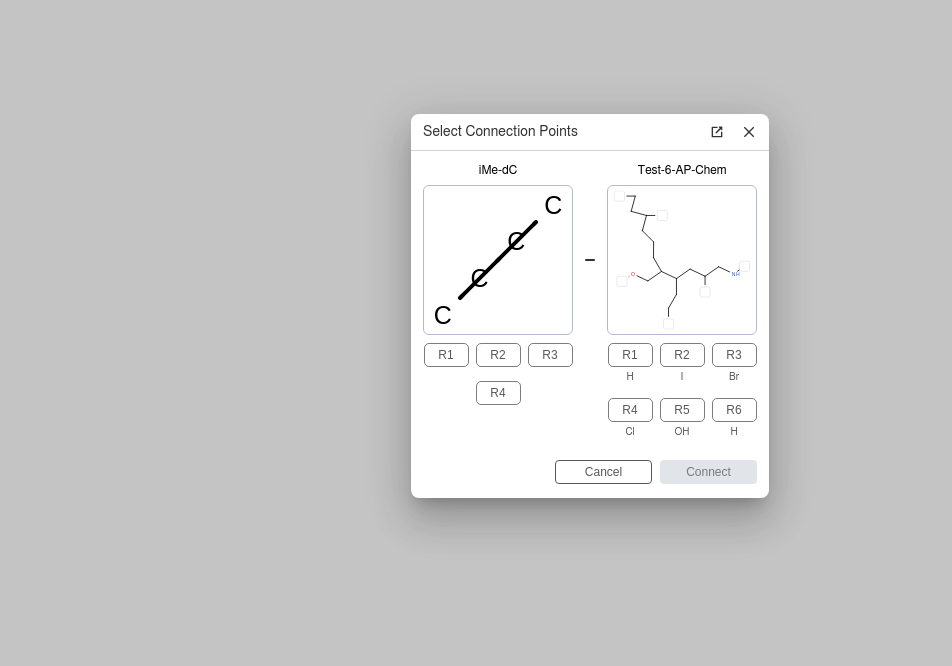 Select Connection Points
iMe-dC
Test-6-AP-Chem
C
C
C
C
–
O
NH
R1 R2 R3
R4
R1 R2 R3
H I Br
R4 R5 R6
Cl OH H
Cancel Connect